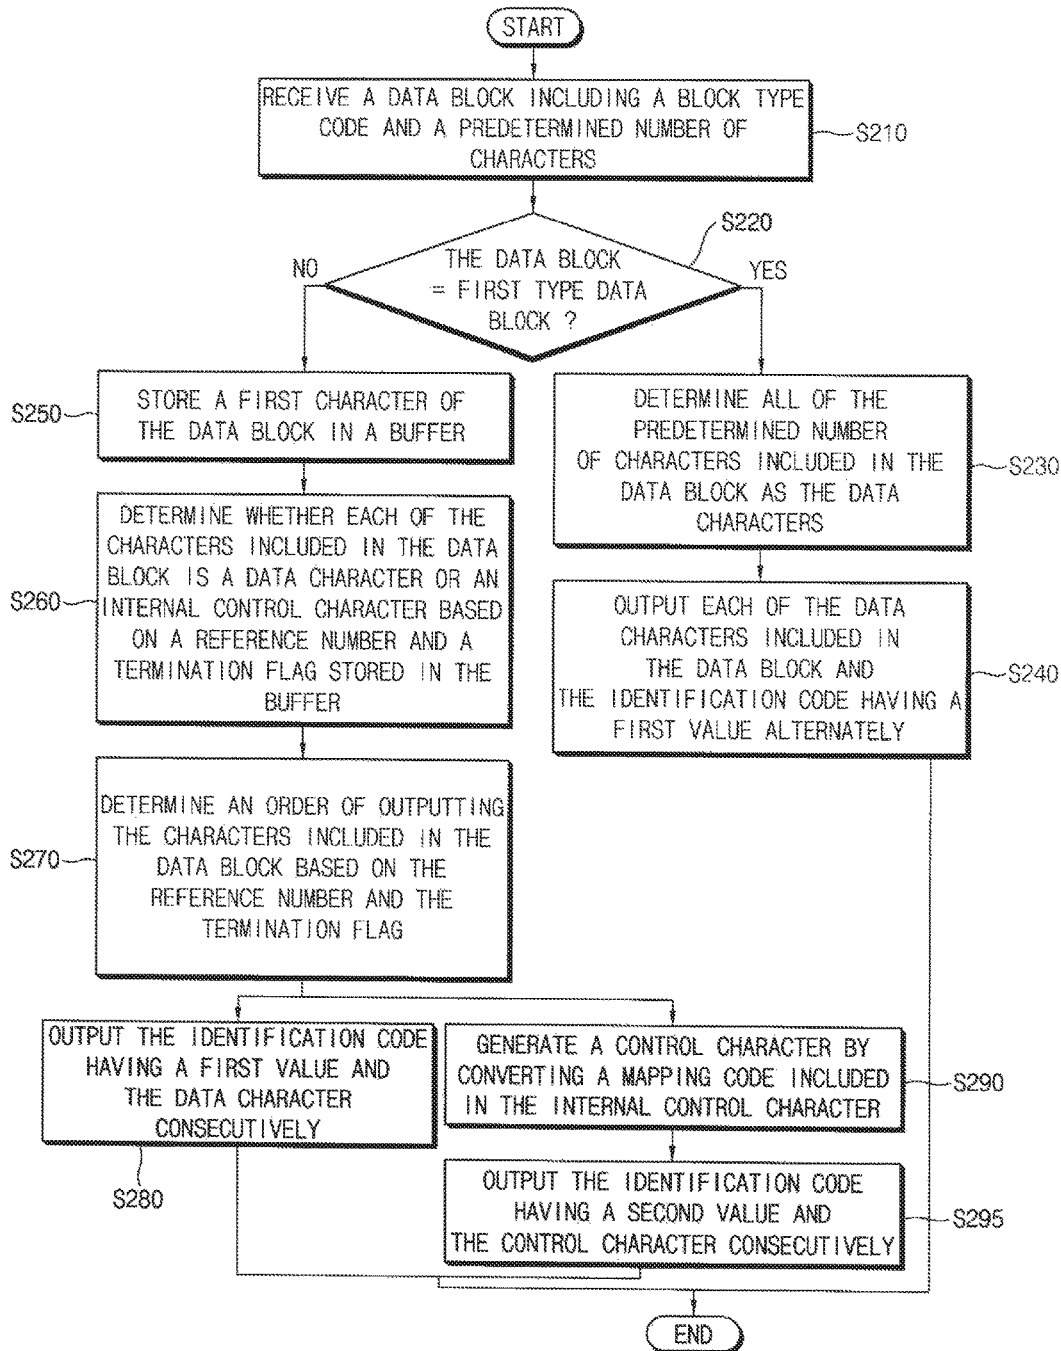 START
RECEIVE A DATA BLOCK INCLUDING A BLOCK TYPE
CODE AND A PREDETERMINED NUMBER OF
CHARACTERS
S210
S220
THE DATA BLOCK
= FIRST TYPE DATA
BLOCK ?
NO
YES
S250
STORE A FIRST CHARACTER OF
THE DATA BLOCK IN A BUFFER
DETERMINE ALL OF THE
PREDETERMINED NUMBER
OF CHARACTERS INCLUDED IN THE
DATA BLOCK AS THE DATA
CHARACTERS
S230
S260
DETERMINE WHETHER EACH OF THE
CHARACTERS INCLUDED IN THE DATA
BLOCK IS A DATA CHARACTER OR AN
INTERNAL CONTROL CHARACTER BASED
ON A REFERENCE NUMBER AND A
TERMINATION FLAG STORED IN THE
BUFFER
OUTPUT EACH OF THE DATA
CHARACTERS INCLUDED IN
THE DATA BLOCK AND
THE IDENTIFICATION CODE HAVING A
FIRST VALUE ALTERNATELY
S240
S270
DETERMINE AN ORDER OF OUTPUTTING
THE CHARACTERS INCLUDED IN THE
DATA BLOCK BASED ON THE
REFERENCE NUMBER AND THE
TERMINATION FLAG
OUTPUT THE IDENTIFICATION CODE
HAVING A FIRST VALUE AND
THE DATA CHARACTER
CONSECUTIVELY
S280
GENERATE A CONTROL CHARACTER BY
CONVERTING A MAPPING CODE INCLUDED
IN THE INTERNAL CONTROL CHARACTER
S290
OUTPUT THE IDENTIFICATION CODE
HAVING A SECOND VALUE AND
THE CONTROL CHARACTER CONSECUTIVELY
S295
END